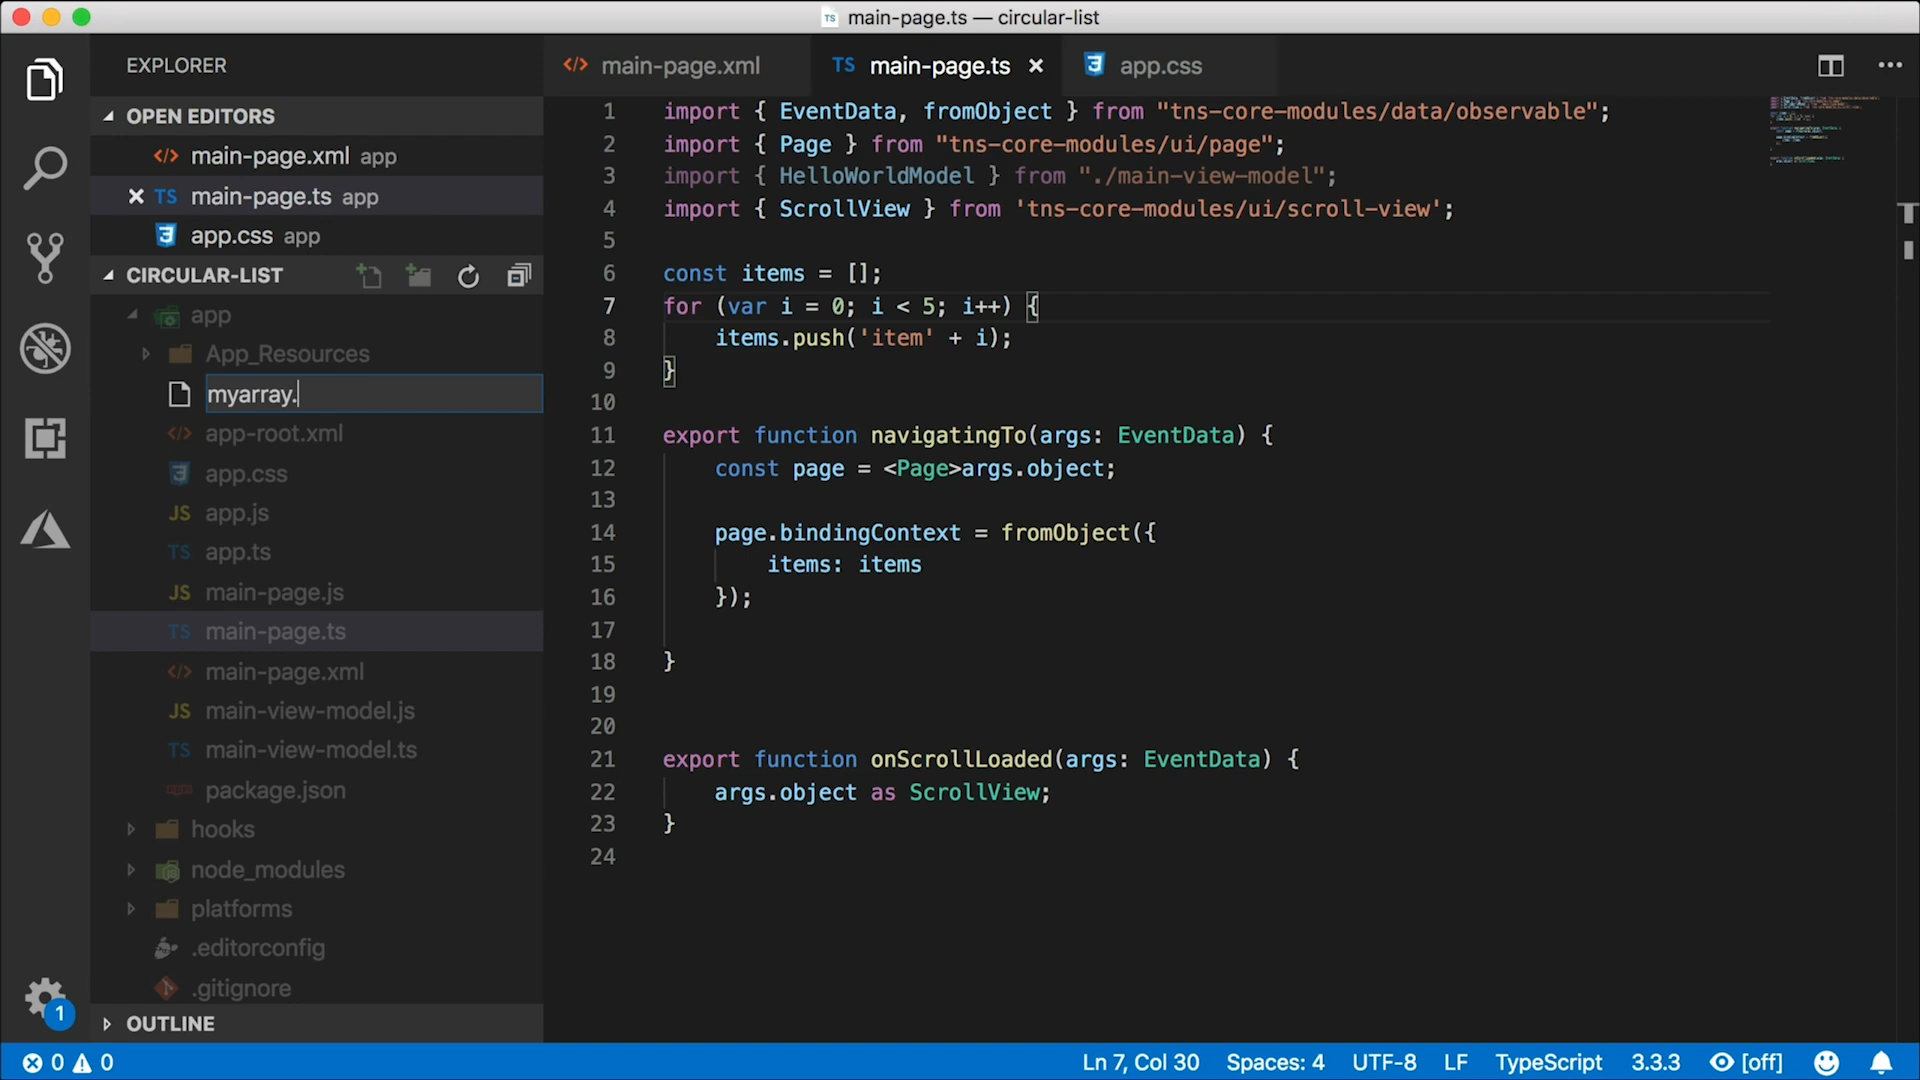 main-page.ts — circular-list
EXPLORER
OPEN EDITORS
main-page.xml app
main-page.ts app
app.css app
CIRCULAR-LIST
app
App_Resources
myarray.
app-root.xml
app.css
app.js
app.ts
main-page.js
main-page.ts
main-page.xml
main-view-model.js
main-view-model.ts
package.json
hooks
node_modules
platforms
.editorconfig
.gitignore
OUTLINE
1
main-page.xml
TS main-page.ts
app.css
1 import { EventData, fromObject } from "tns-core-modules/data/observable";
2 import { Page } from "tns-core-modules/ui/page";
3 import { HelloWorldModel } from "./main-view-model";
4 import { ScrollView } from 'tns-core-modules/ui/scroll-view';
5
6 const items = [];
7 for (var i = 0; i < 5; i++) {
8 items.push('item' + i);
9 }
10
11 export function navigatingTo(args: EventData) {
12 const page = <Page>args.object;
13
14 page.bindingContext = fromObject({
15 items: items
16 });
17
18 }
19
20
21 export function onScrollLoaded(args: EventData) {
22 args.object as ScrollView;
23 }
24
0 0
Ln 7, Col 30 Spaces: 4 UTF-8 LF TypeScript 3.3.3 [off]